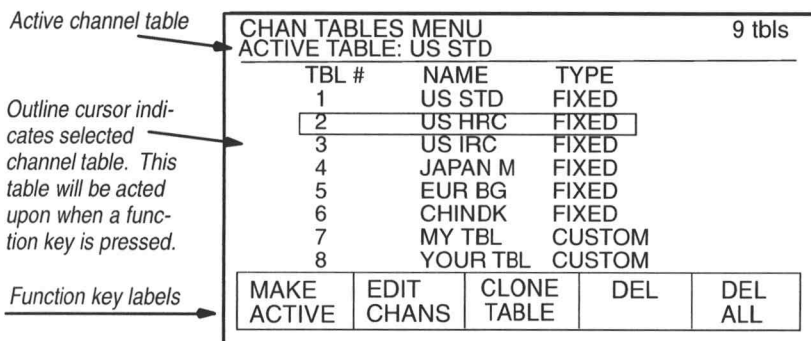 Active channel table
CHAN TABLES MENU 9 tbls
ACTIVE TABLE: US STD
TBL # NAME TYPE
1 US STD FIXED
2 US HRC FIXED
3 US IRC FIXED
4 JAPAN M FIXED
5 EUR BG FIXED
6 CHINDK FIXED
7 MY TBL CUSTOM
8 YOUR TBL CUSTOM
Outline cursor indi-
cates selected
channel table. This
table will be acted
upon when a func-
tion key is pressed.
Function key labels
MAKE
ACTIVE
EDIT
CHANS
CLONE
TABLE
DEL
DEL
ALL